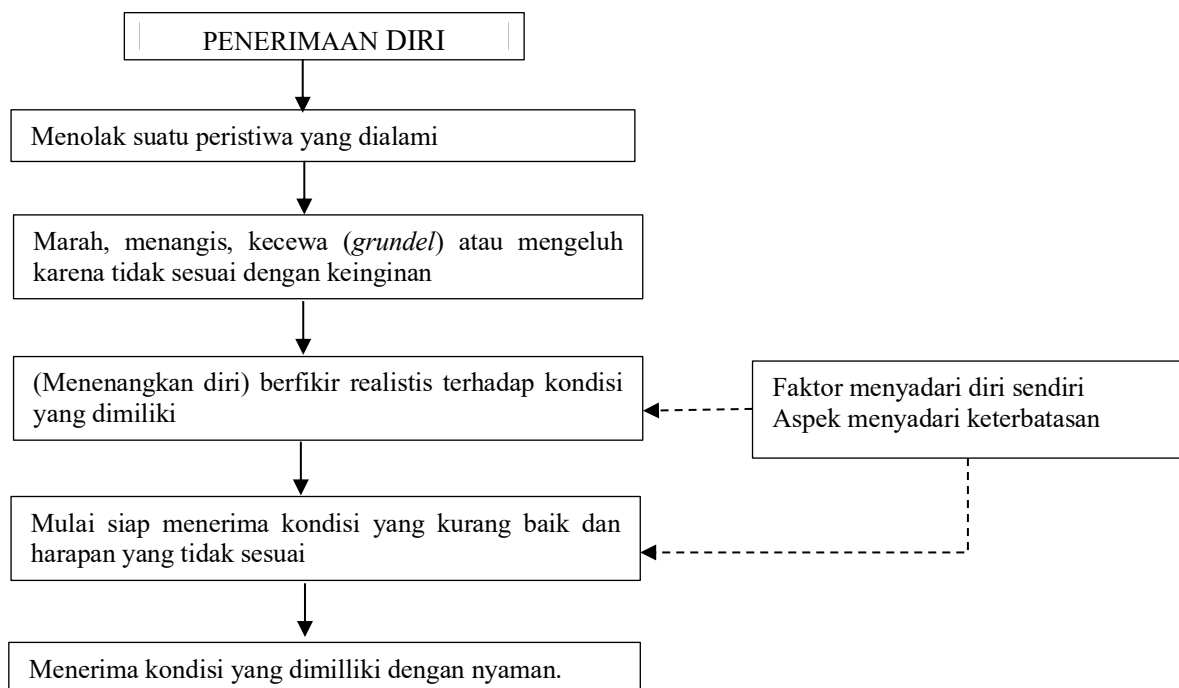 PENERIMAAN DIRI
Menolak suatu peristiwa yang dialami
Marah, menangis, kecewa (grundel) atau mengeluh
karena tidak sesuai dengan keinginan
(Menenangkan diri) berfikir realistis terhadap kondisi
yang dimiliki
Faktor menyadari diri sendiri
Aspek menyadari keterbatasan
Mulai siap menerima kondisi yang kurang baik dan
harapan yang tidak sesuai
Menerima kondisi yang dimilliki dengan nyaman.